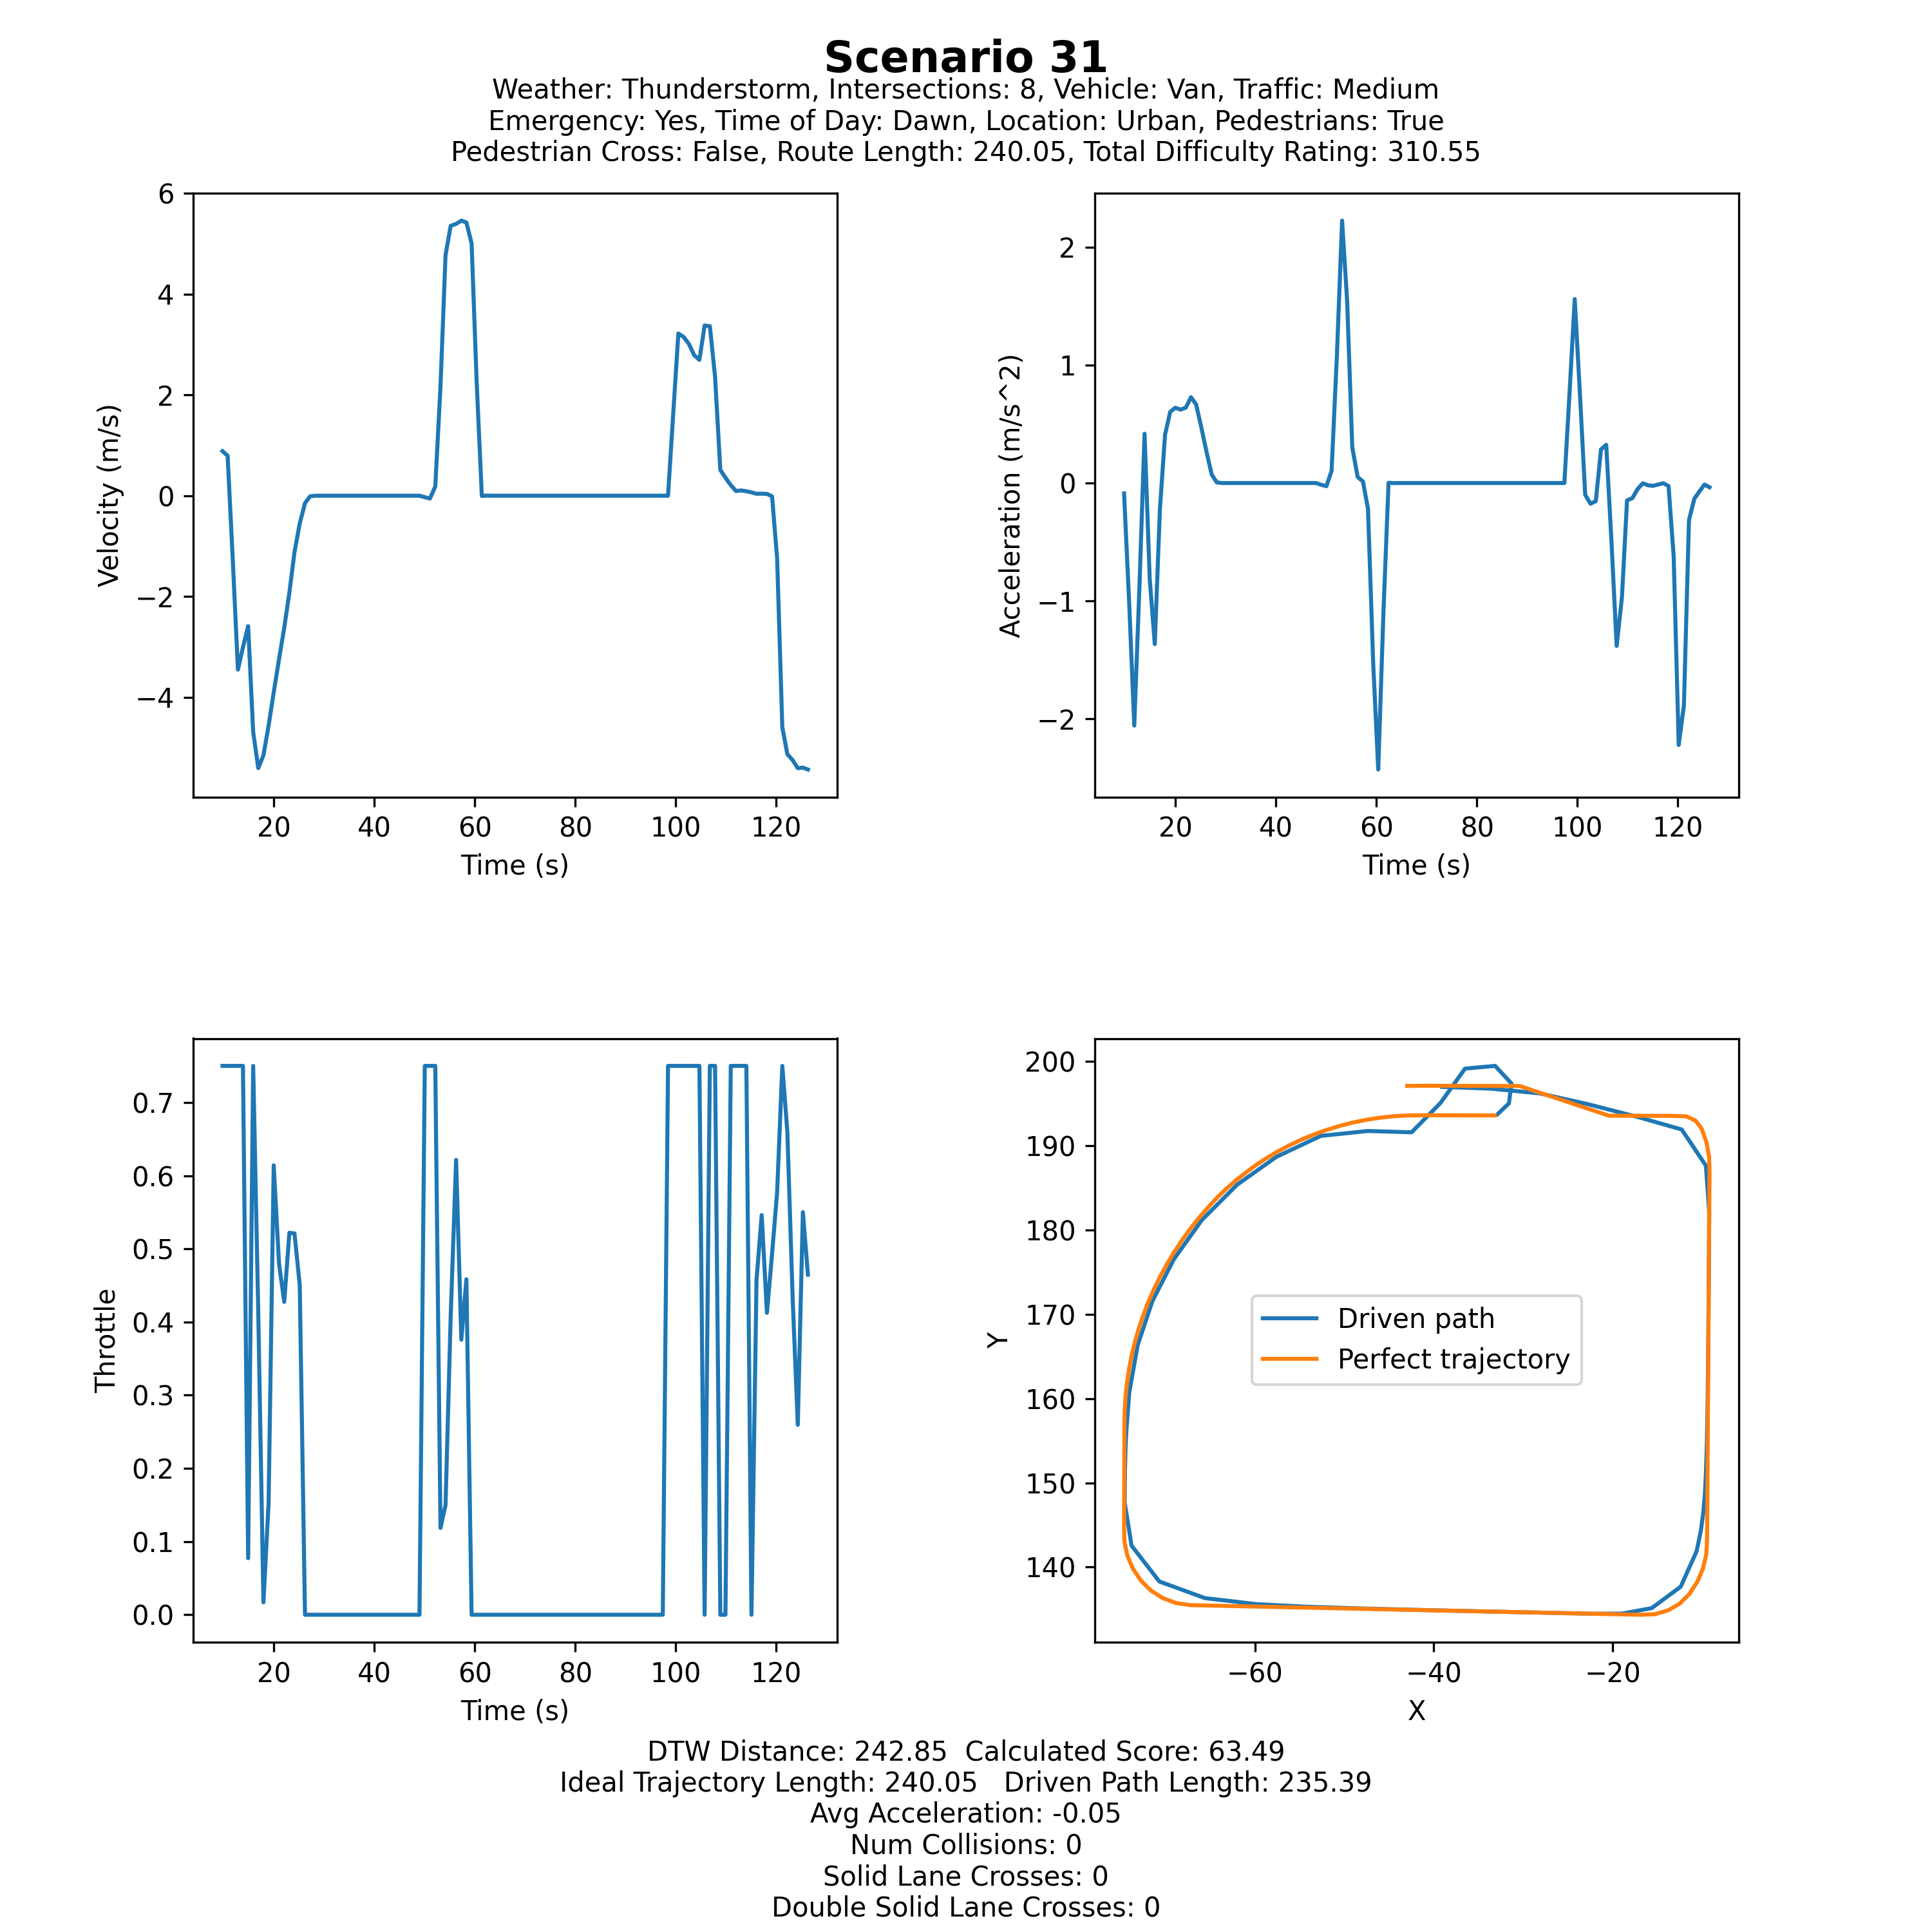 Scenario 31
Weather: Thunderstorm, Intersections: 8, Vehicle: Van, Traffic: Medium
Emergency: Yes, Time of Day: Dawn, Location: Urban, Pedestrians: True
Pedestrian Cross: False, Route Length: 240.05, Total Difficulty Rating: 310.55
6
4
2
0
−2
−4
Velocity (m/s)
20 40 60 80 100 120
Time (s)
2
1
0
−1
−2
Acceleration (m/s^2)
20 40 60 80 100 120
Time (s)
0.7
0.6
0.5
0.4
0.3
0.2
0.1
0.0
Throttle
20 40 60 80 100 120
Time (s)
200
190
180
170
160
150
140
Y
Driven path
Perfect trajectory
−60 −40 −20
X
DTW Distance: 242.85 Calculated Score: 63.49
Ideal Trajectory Length: 240.05 Driven Path Length: 235.39
Avg Acceleration: -0.05
Num Collisions: 0
Solid Lane Crosses: 0
Double Solid Lane Crosses: 0